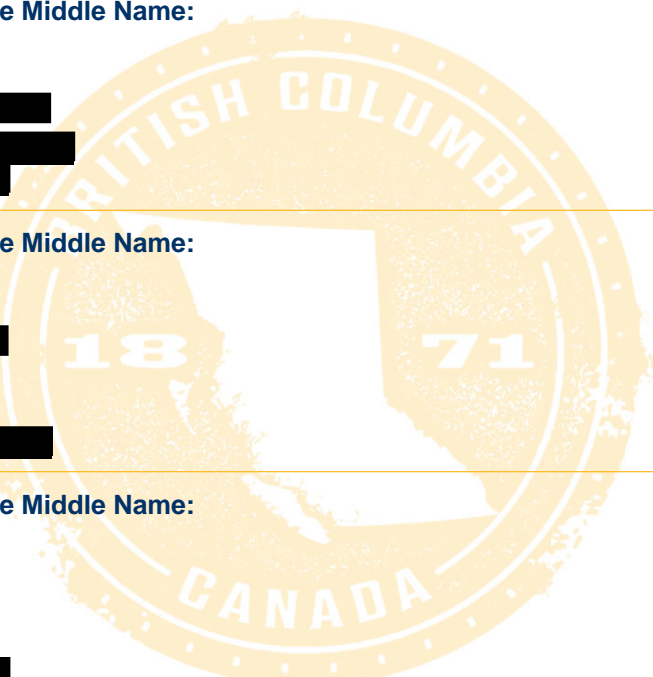 e Middle Name:
BRITISH COLUMBIA
e Middle Name:
18 71
e Middle Name:
CANADA